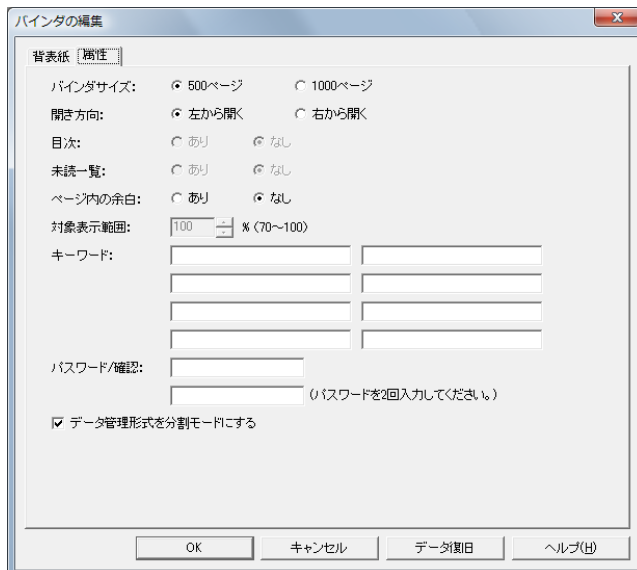 バインダの編集
背表紙 属性
バインダサイズ: 500ページ 1000ページ
開き方向: 左から開く 右から開く
目次: あり なし
未読一覧: あり なし
ページ内の余白: あり なし
対象表示範囲: 100 % (70～100)
キーワード:
パスワード/確認:
(パスワードを2回入力してください。)
データ管理形式を分割モードにする
OK キャンセル データ復旧 ヘルプ(H)